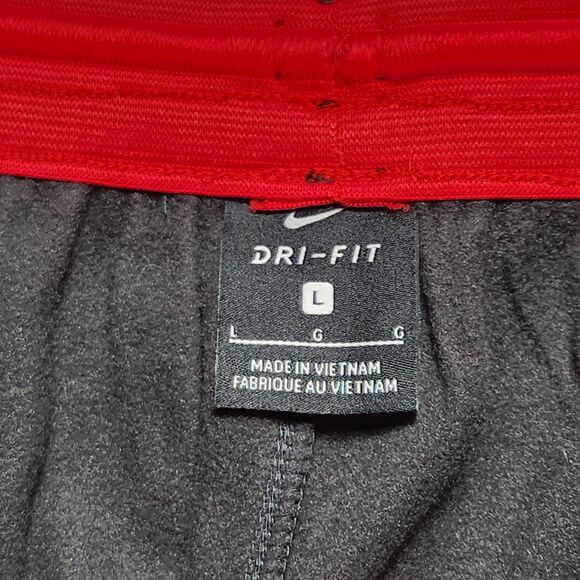 DRI-FIT
L
L G G
MADE IN VIETNAM
FABRIQUE AU VIETNAM